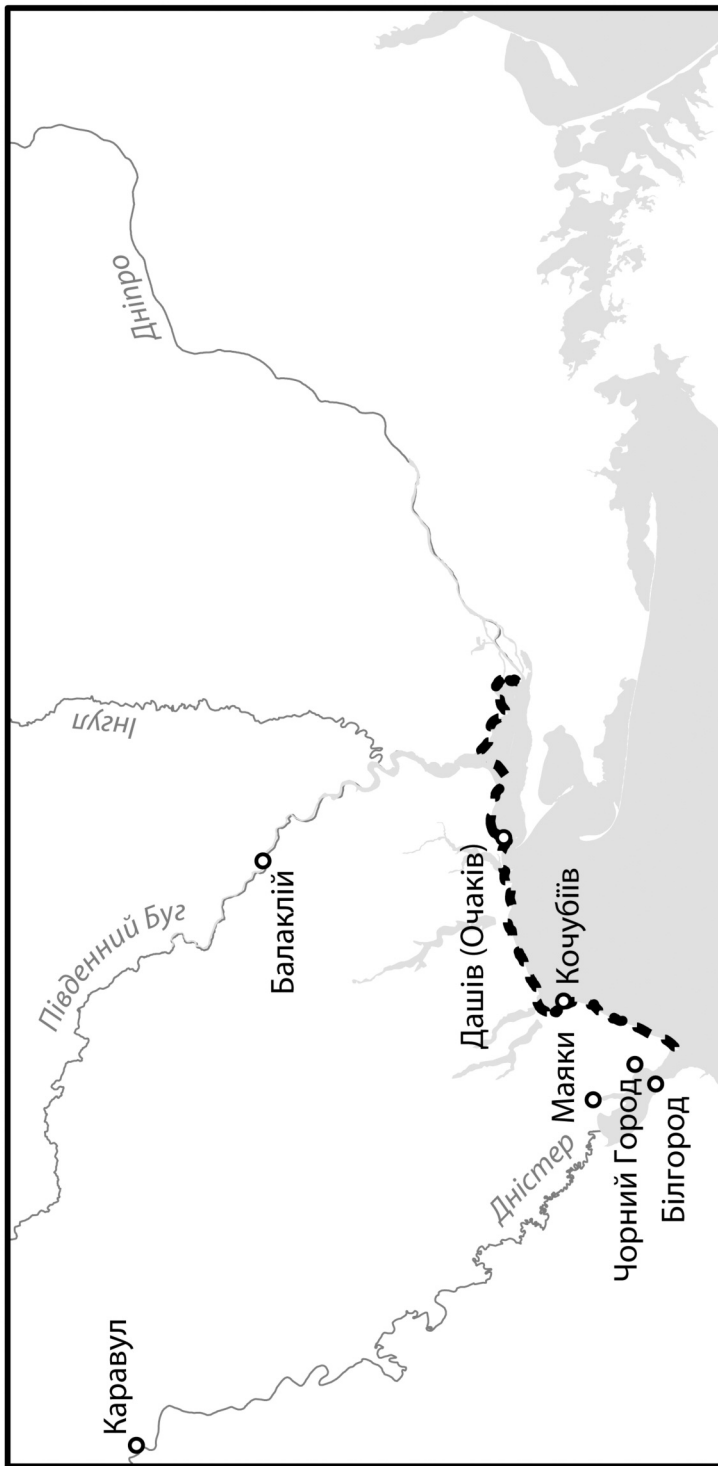 Каравул
Південний Буг
Інгул
Дніпро
Балаклій
Дністер
Дашів (Очаків)
Маяки
Кочубіїв
Чорний Город
Білгород